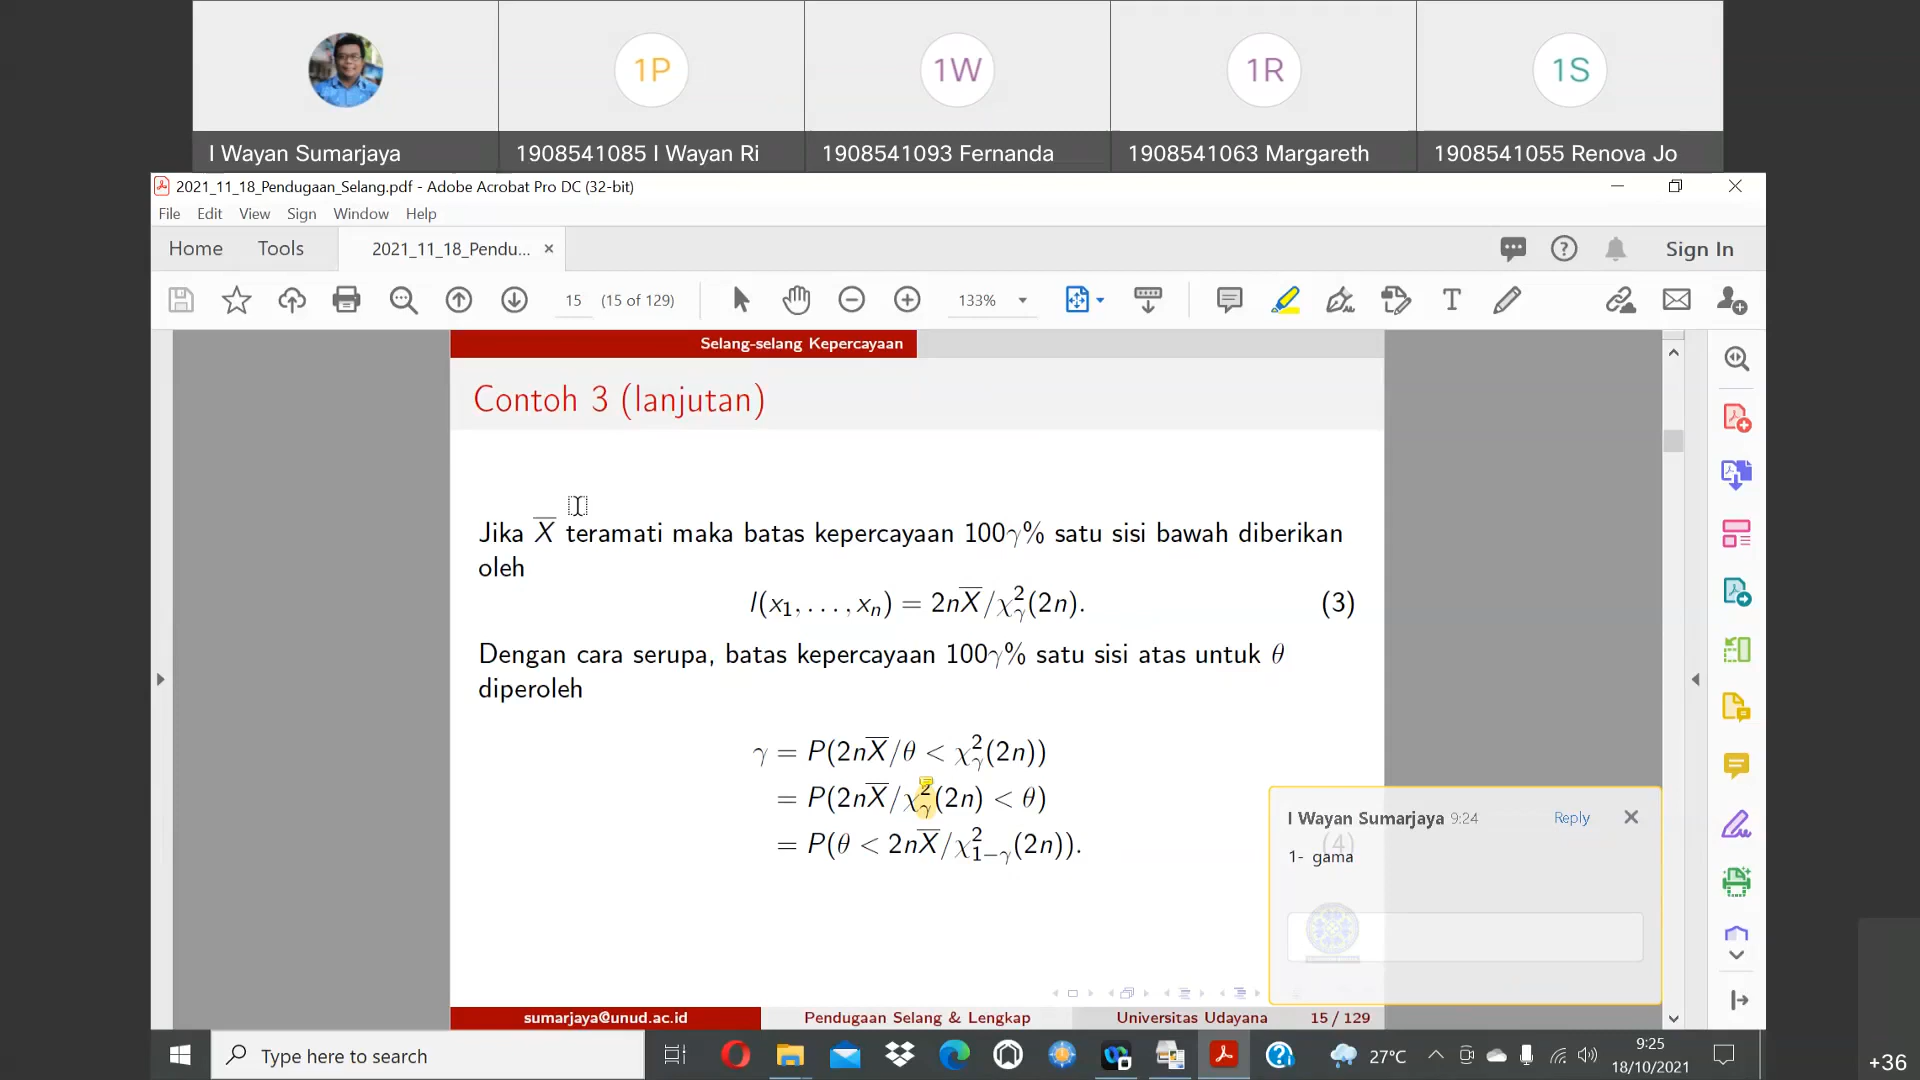 1P
1W
1R
1S
I Wayan Sumarjaya
1908541085 I Wayan Ri
1908541093 Fernanda
1908541063 Margareth
1908541055 Renova Jo
2021_11_18_Pendugaan_Selang.pdf - Adobe Acrobat Pro DC (32-bit)
File Edit View Sign Window Help
Home Tools 2021_11_18_Pendu... × Sign In
15 (15 of 129) 133%
Selang-selang Kepercayaan
Contoh 3 (lanjutan)
Jika X̅ teramati maka batas kepercayaan 100γ% satu sisi bawah diberikan
oleh
l(x₁, . . . , xₙ) = 2nX̅/χ²_γ(2n). (3)
Dengan cara serupa, batas kepercayaan 100γ% satu sisi atas untuk θ
diperoleh
γ = P(2nX̅/θ < χ²_γ(2n))
= P(2nX̅/χ²_γ(2n) < θ)
= P(θ < 2nX̅/χ²_{1−γ}(2n)). (4)
I Wayan Sumarjaya 9:24 Reply
1- gama
sumarjaya@unud.ac.id Pendugaan Selang & Lengkap Universitas Udayana 15 / 129
Type here to search
27°C
9:25
18/10/2021
+36